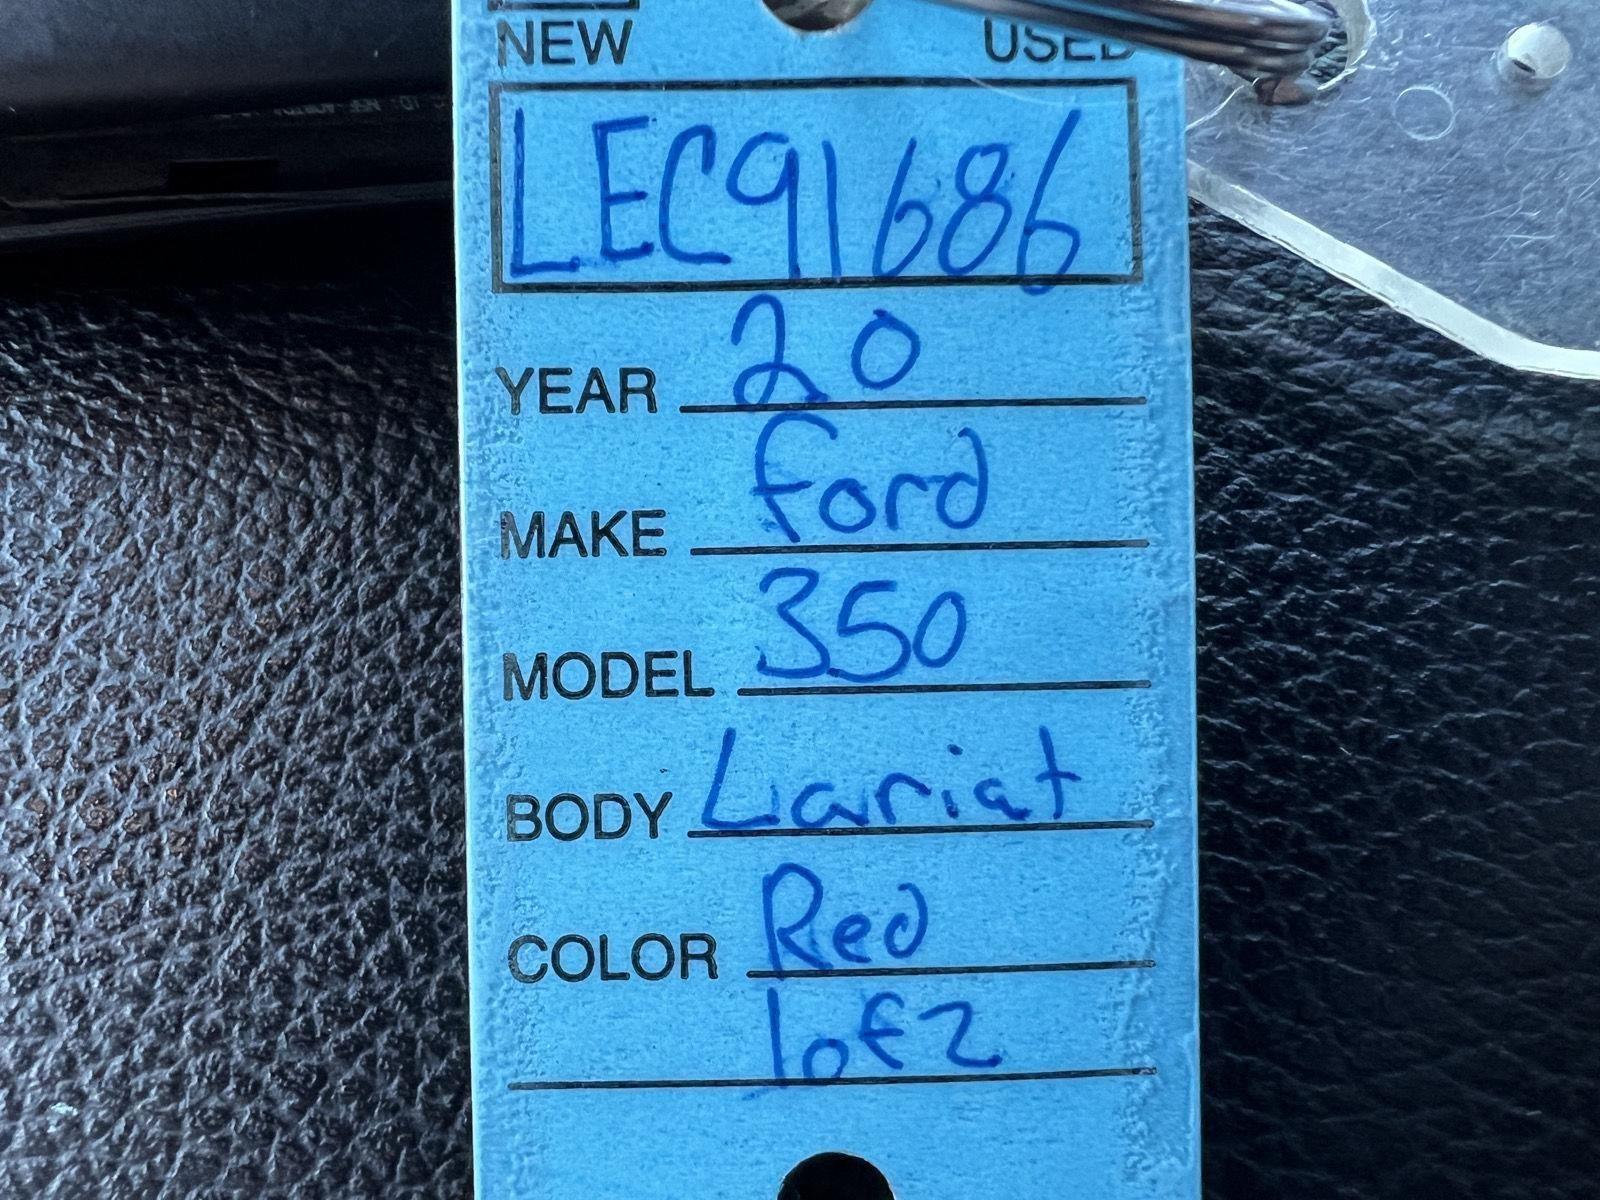 NEW USED
LEC91686
YEAR 20
MAKE Ford
MODEL 350
BODY Lariat
COLOR Red
1of2